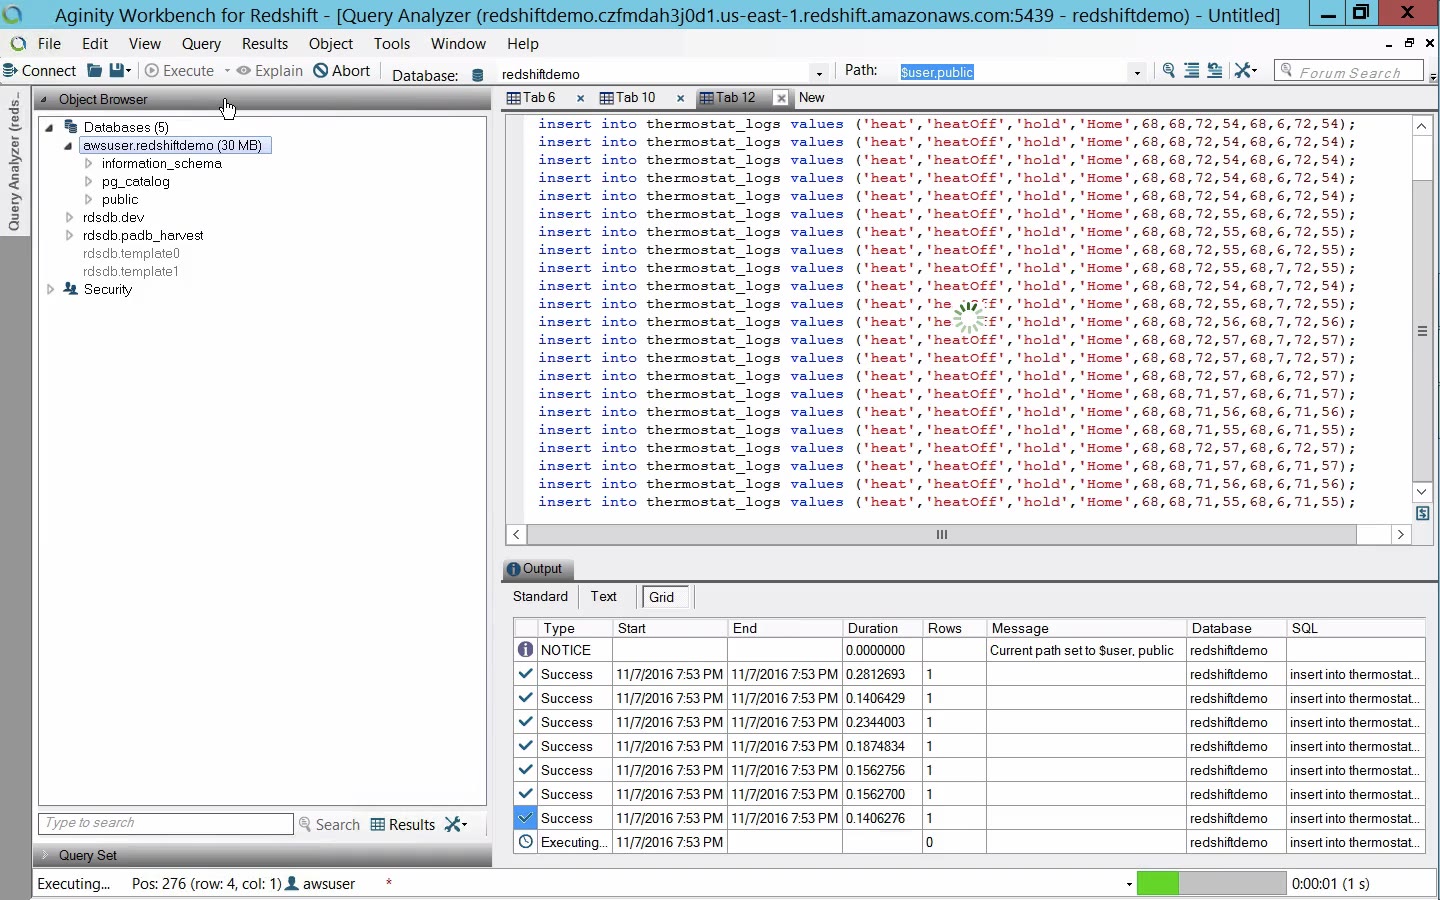 Aginity Workbench for Redshift - [Query Analyzer (redshiftdemo.czfmdah3j0d1.us-east-1.redshift.amazonaws.com:5439 - redshiftdemo) - Untitled]
File Edit View Query Results Object Tools Window Help
Connect Execute Explain Abort Database: redshiftdemo Path: $user,public Forum Search
Query Analyzer (reds...
Object Browser
Databases (5)
awsuser.redshiftdemo (30 MB)
information_schema
pg_catalog
public
rdsdb.dev
rdsdb.padb_harvest
rdsdb.template0
rdsdb.template1
Security
Type to search Search Results
Query Set
Tab 6 Tab 10 Tab 12 New
insert into thermostat_logs values ('heat','heatOff','hold','Home',68,68,72,54,68,6,72,54);
insert into thermostat_logs values ('heat','heatOff','hold','Home',68,68,72,54,68,6,72,54);
insert into thermostat_logs values ('heat','heatOff','hold','Home',68,68,72,54,68,6,72,54);
insert into thermostat_logs values ('heat','heatOff','hold','Home',68,68,72,54,68,6,72,54);
insert into thermostat_logs values ('heat','heatOff','hold','Home',68,68,72,54,68,6,72,54);
insert into thermostat_logs values ('heat','heatOff','hold','Home',68,68,72,55,68,6,72,55);
insert into thermostat_logs values ('heat','heatOff','hold','Home',68,68,72,55,68,6,72,55);
insert into thermostat_logs values ('heat','heatOff','hold','Home',68,68,72,55,68,6,72,55);
insert into thermostat_logs values ('heat','heatOff','hold','Home',68,68,72,55,68,7,72,55);
insert into thermostat_logs values ('heat','heatOff','hold','Home',68,68,72,54,68,7,72,54);
insert into thermostat_logs values ('heat','heOff','hold','Home',68,68,72,55,68,7,72,55);
insert into thermostat_logs values ('heat','hef','hold','Home',68,68,72,56,68,7,72,56);
insert into thermostat_logs values ('heat','heatOff','hold','Home',68,68,72,57,68,7,72,57);
insert into thermostat_logs values ('heat','heatOff','hold','Home',68,68,72,57,68,7,72,57);
insert into thermostat_logs values ('heat','heatOff','hold','Home',68,68,72,57,68,6,72,57);
insert into thermostat_logs values ('heat','heatOff','hold','Home',68,68,71,57,68,6,71,57);
insert into thermostat_logs values ('heat','heatOff','hold','Home',68,68,71,56,68,6,71,56);
insert into thermostat_logs values ('heat','heatOff','hold','Home',68,68,71,55,68,6,71,55);
insert into thermostat_logs values ('heat','heatOff','hold','Home',68,68,72,57,68,6,72,57);
insert into thermostat_logs values ('heat','heatOff','hold','Home',68,68,71,57,68,6,71,57);
insert into thermostat_logs values ('heat','heatOff','hold','Home',68,68,71,56,68,6,71,56);
insert into thermostat_logs values ('heat','heatOff','hold','Home',68,68,71,55,68,6,71,55);
Output
Standard Text Grid
Type Start End Duration Rows Message Database SQL
NOTICE 0.0000000 Current path set to $user, public redshiftdemo
Success 11/7/2016 7:53 PM 11/7/2016 7:53 PM 0.2812693 1 redshiftdemo insert into thermostat...
Success 11/7/2016 7:53 PM 11/7/2016 7:53 PM 0.1406429 1 redshiftdemo insert into thermostat...
Success 11/7/2016 7:53 PM 11/7/2016 7:53 PM 0.2344003 1 redshiftdemo insert into thermostat...
Success 11/7/2016 7:53 PM 11/7/2016 7:53 PM 0.1874834 1 redshiftdemo insert into thermostat...
Success 11/7/2016 7:53 PM 11/7/2016 7:53 PM 0.1562756 1 redshiftdemo insert into thermostat...
Success 11/7/2016 7:53 PM 11/7/2016 7:53 PM 0.1562700 1 redshiftdemo insert into thermostat...
Success 11/7/2016 7:53 PM 11/7/2016 7:53 PM 0.1406276 1 redshiftdemo insert into thermostat...
Executing... 11/7/2016 7:53 PM 0 redshiftdemo insert into thermostat...
Executing... Pos: 276 (row: 4, col: 1) awsuser * 0:00:01 (1 s)